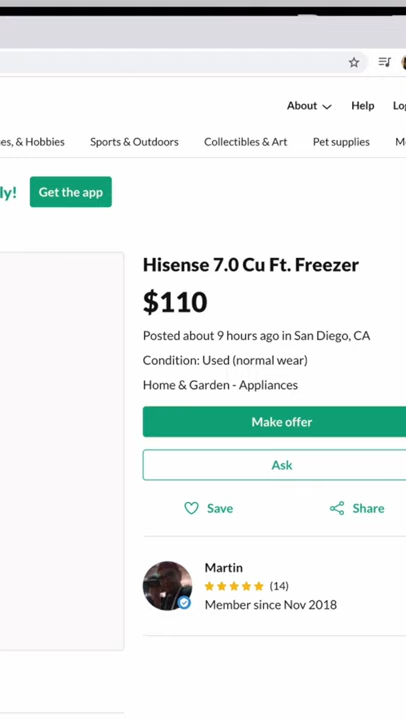 About Help
& Hobbies Sports & Outdoors Collectibles & Art Pet supplies
Get the app
Hisense 7.0 Cu Ft. Freezer
$110
Posted about 9 hours ago in San Diego, CA
Condition: Used (normal wear)
Home & Garden - Appliances
Make offer
Ask
Save Share
Martin
(14)
Member since Nov 2018